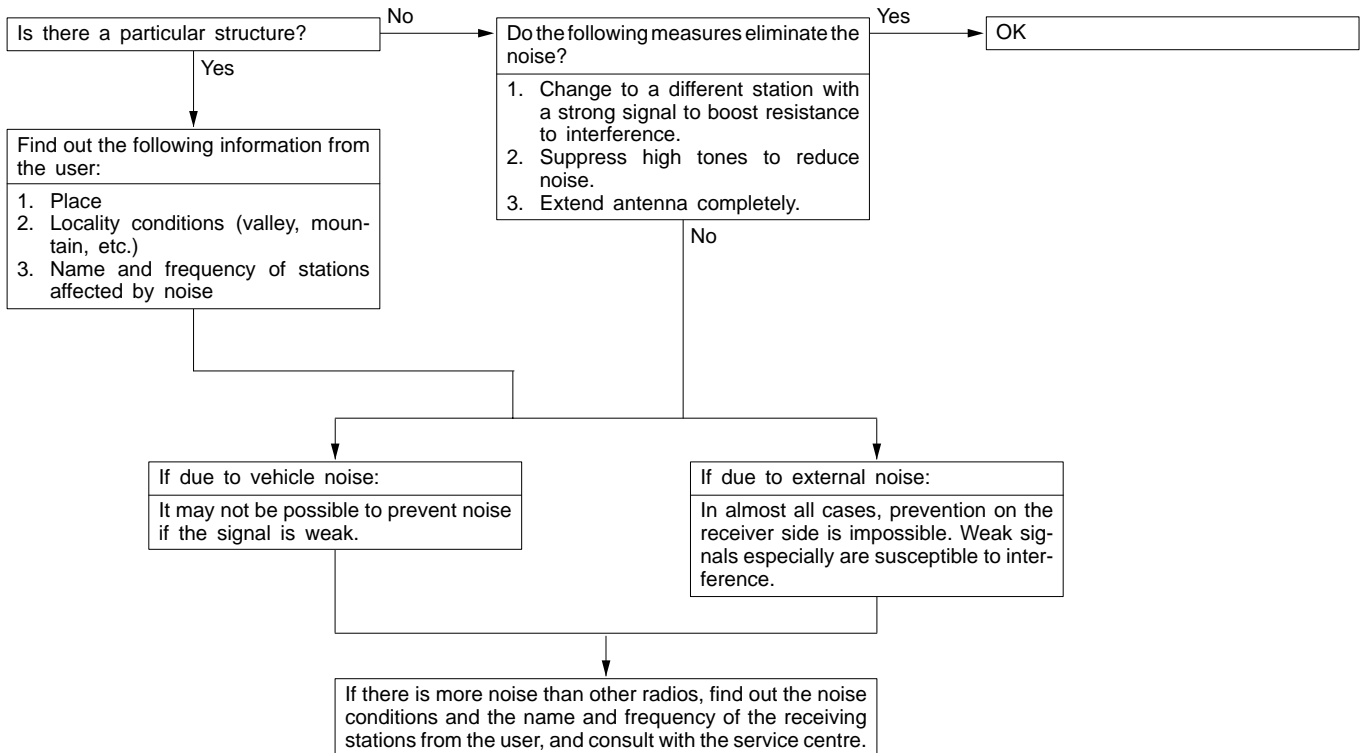 Is there a particular structure?
No
Yes
Do the following measures eliminate the
noise?
1. Change to a different station with
a strong signal to boost resistance
to interference.
2. Suppress high tones to reduce
noise.
3. Extend antenna completely.
Yes
OK
No
Find out the following information from
the user:
1. Place
2. Locality conditions (valley, moun-
tain, etc.)
3. Name and frequency of stations
affected by noise
If due to vehicle noise:
It may not be possible to prevent noise
if the signal is weak.
If due to external noise:
In almost all cases, prevention on the
receiver side is impossible. Weak sig-
nals especially are susceptible to inter-
ference.
If there is more noise than other radios, find out the noise
conditions and the name and frequency of the receiving
stations from the user, and consult with the service centre.